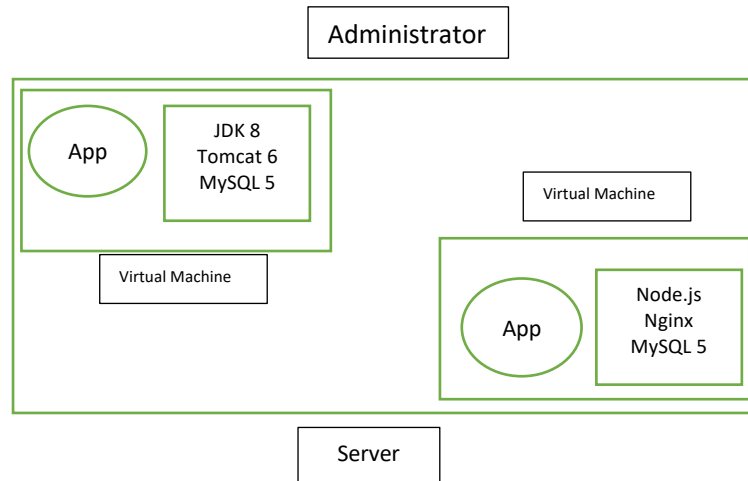 Administrator
App
JDK 8
Tomcat 6
MySQL 5
Virtual Machine
Virtual Machine
App
Node.js
Nginx
MySQL 5
Server